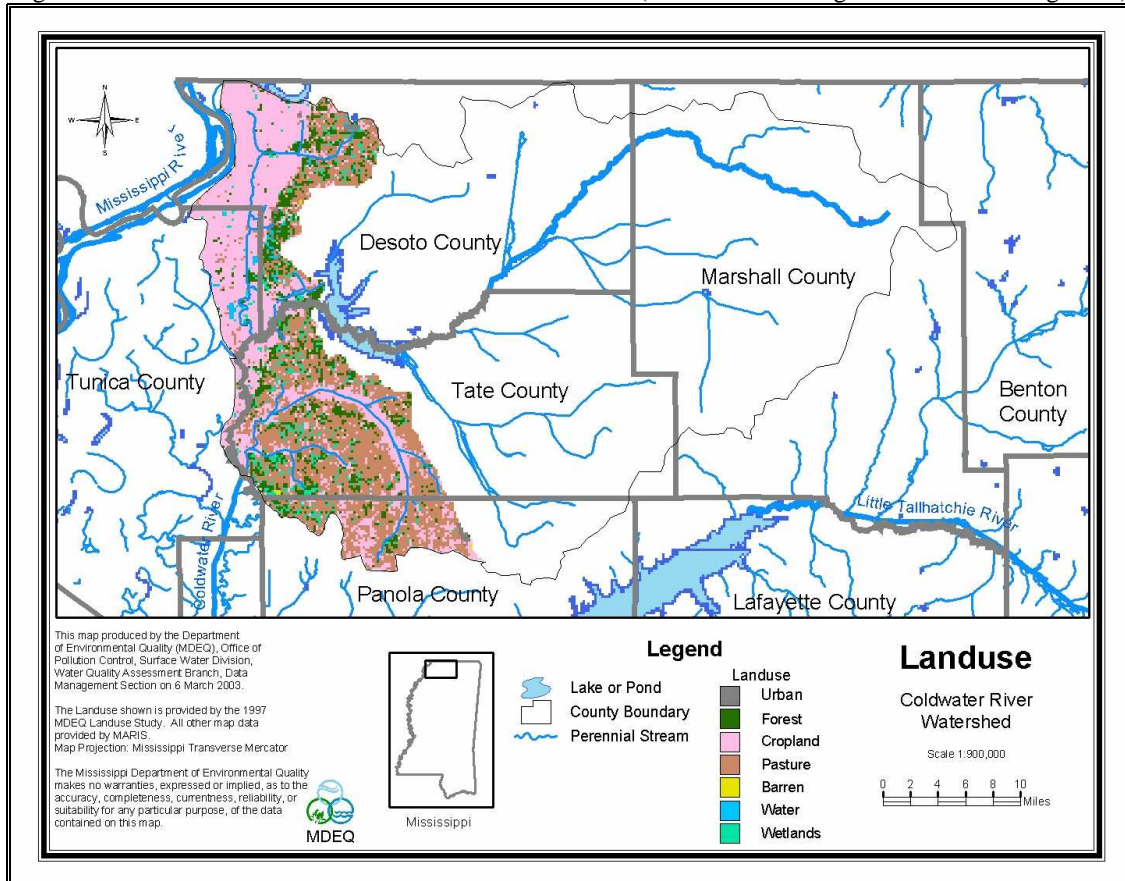 N
W E
S
Mississippi River
Desoto County
Marshall County
Tunica County
Tate County
Benton
County
Coldwater River
Little Tallhatchie River
Panola County
Lafayette County
This map produced by the Department
of Environmental Quality (MDEQ), Office of
Pollution Control, Surface Water Division,
Water Quality Assessment Branch, Data
Management Section on 6 March 2003.
The Landuse shown is provided by the 1997
MDEQ Landuse Study. All other map data
provided by MARIS.
Map Projection: Mississippi Transverse Mercator
The Mississippi Department of Environmental Quality
makes no warranties, expressed or implied, as to the
accuracy, completeness, currentness, reliability, or
suitability for any particular purpose, of the data
contained on this map.
MDEQ
Mississippi
Legend
Lake or Pond
County Boundary
Perennial Stream
Landuse
Urban
Forest
Cropland
Pasture
Barren
Water
Wetlands
Landuse
Coldwater River
Watershed
Scale 1:900,000
0 2 4 6 8 10
Miles